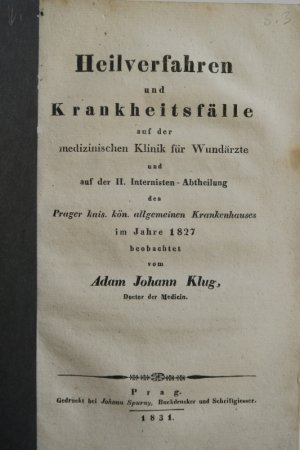 Heilverfahren
und
Krankheitsfälle
auf der
medizinischen Klinik für Wundärzte
und
auf der II. Internisten-Abtheilung
des
Prager kais. kön. allgemeinen Krankenhauses
im Jahre 1827
beobachtet
vom
Adam Johann Klug,
Doctor der Medicin.
Prag.
Gedruckt bei Johann Spurny, Buchdrucker und Schriftgiesser.
1831.